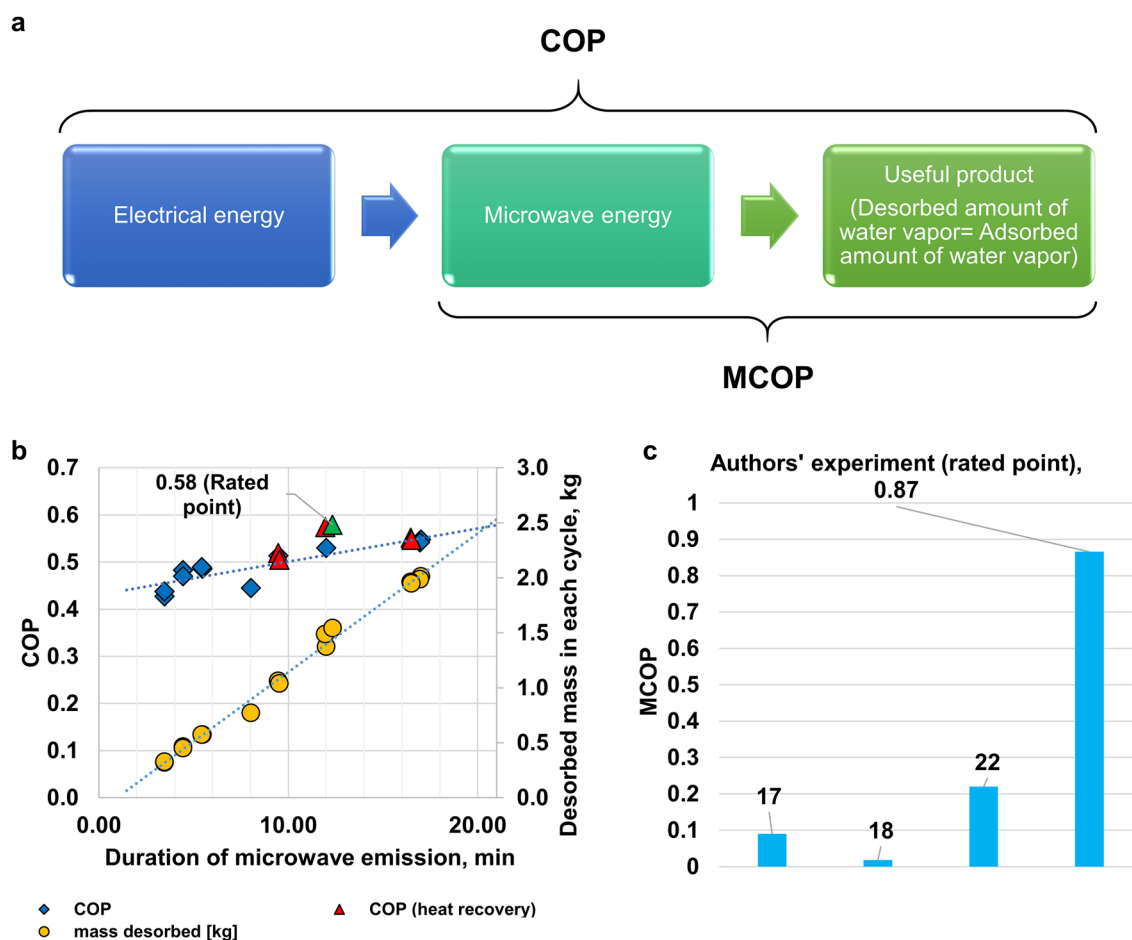 a
COP
Electrical energy
Microwave energy
Useful product
(Desorbed amount of
water vapor= Adsorbed
amount of water vapor)
MCOP
b
0.7
0.6
0.5
0.4
0.3
0.2
0.1
0.0
COP
0.58 (Rated
point)
3.0
2.5
2.0
1.5
1.0
0.5
0.0
Desorbed mass in each cycle, kg
0.00
10.00
20.00
Duration of microwave emission, min
COP
COP (heat recovery)
mass desorbed [kg]
c
Authors' experiment (rated point),
0.87
1
0.9
0.8
0.7
0.6
0.5
0.4
0.3
0.2
0.1
0
MCOP
17
18
22